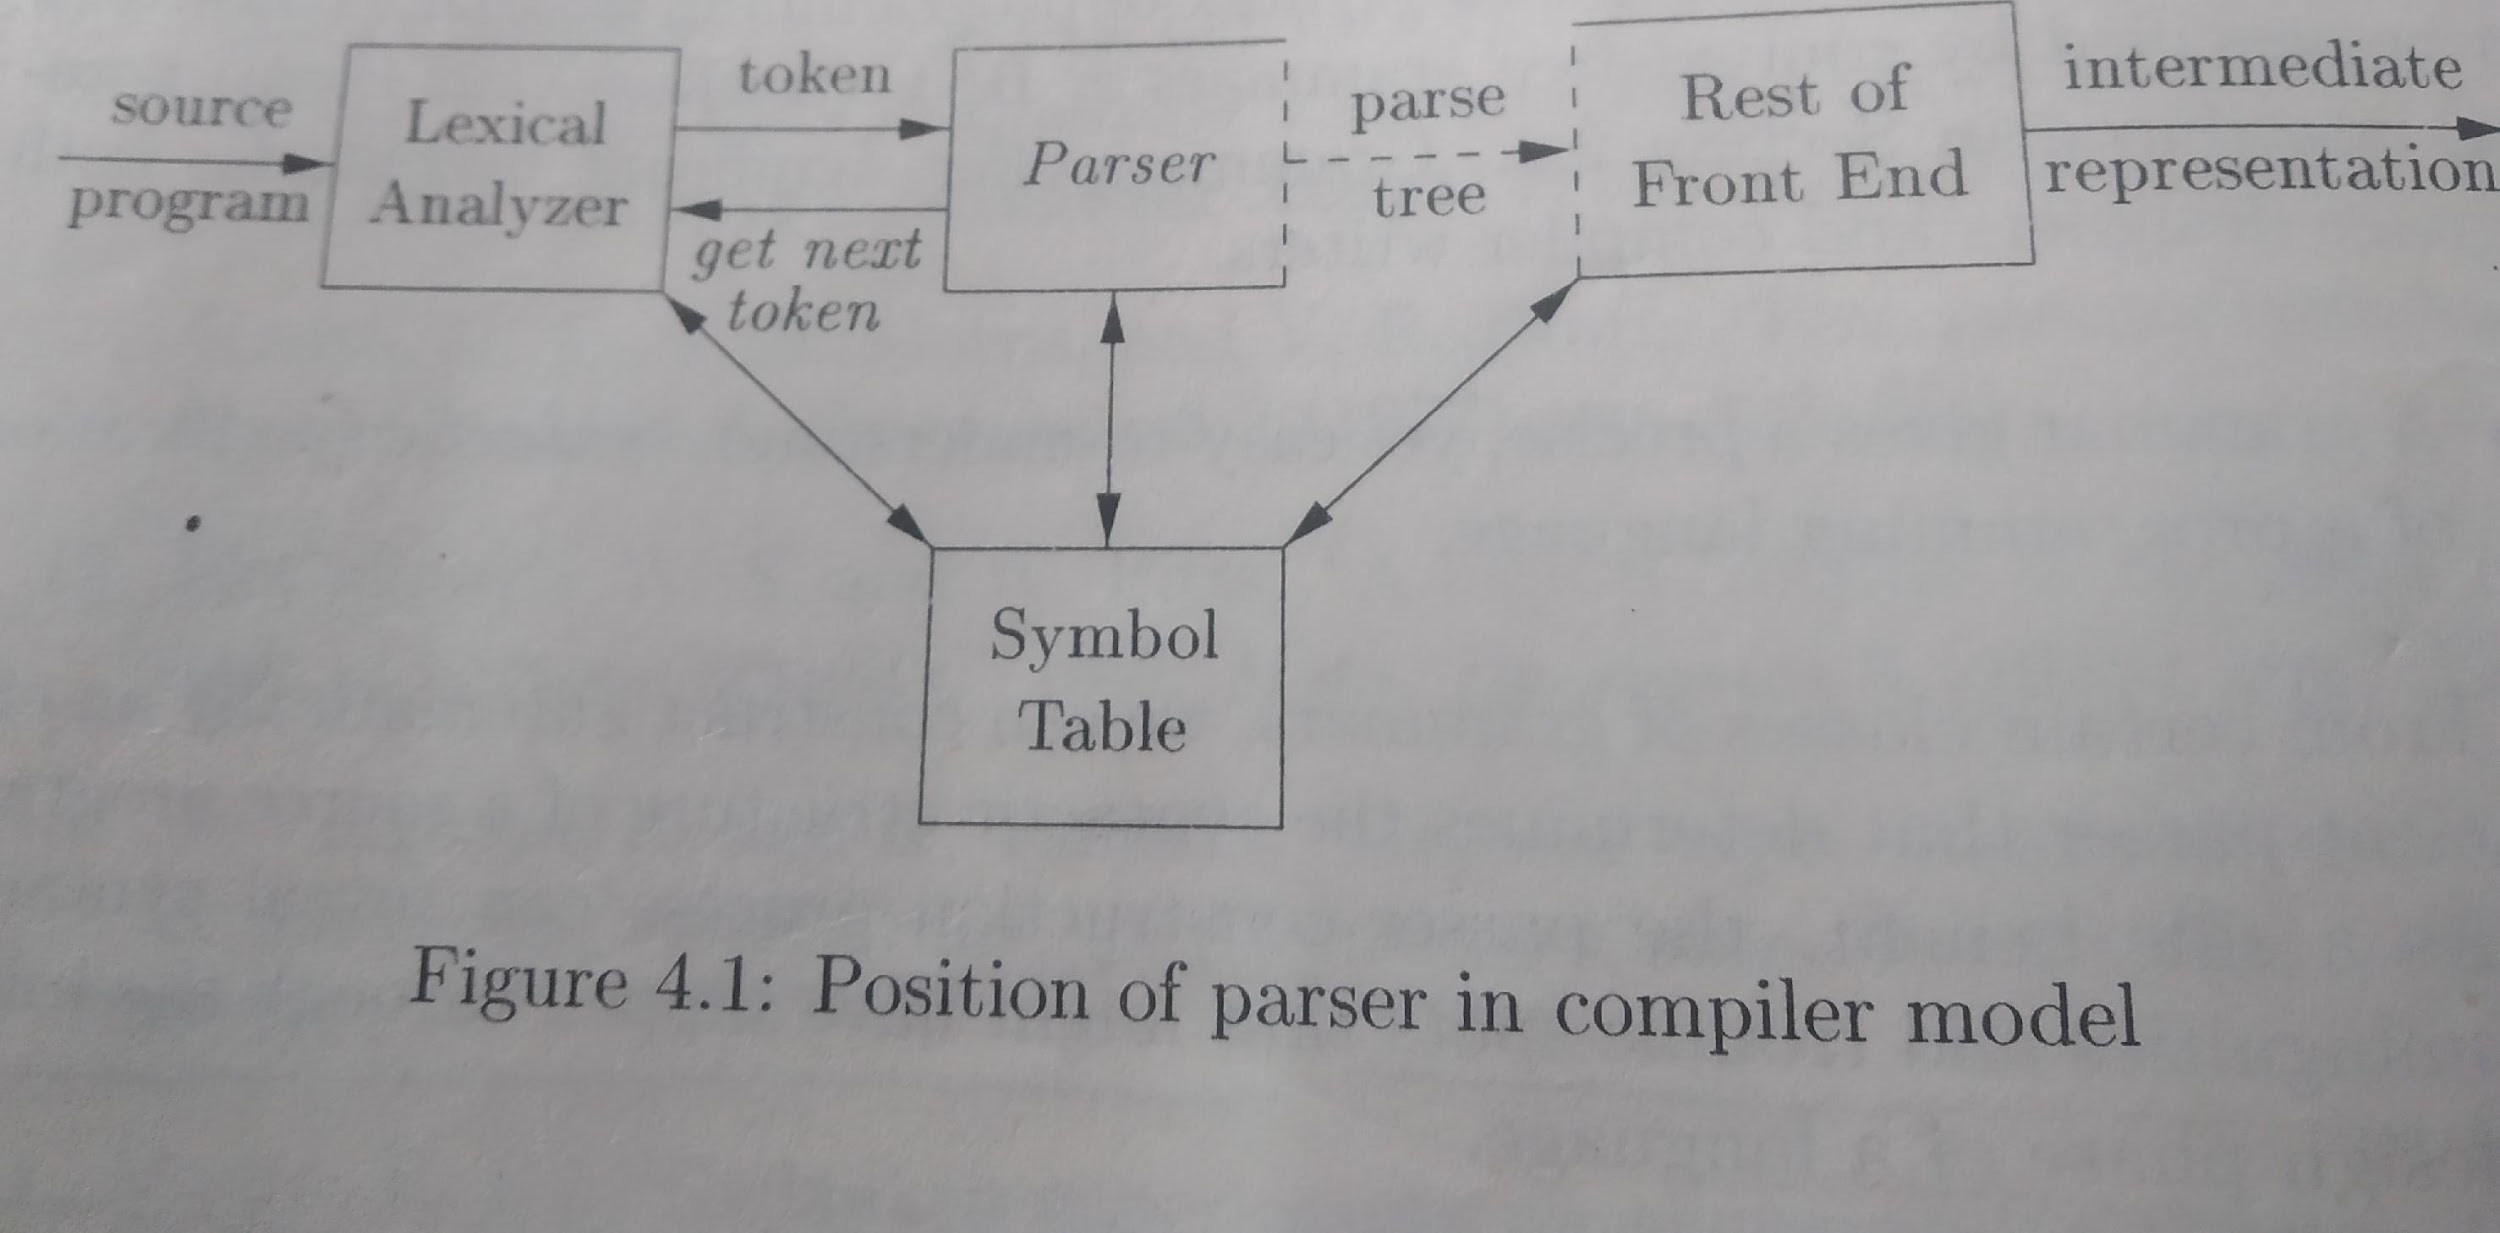 source
program
Lexical
Analyzer
token
get next
token
Parser
parse
tree
Rest of
Front End
intermediate
representation
Symbol
Table
Figure 4.1: Position of parser in compiler model